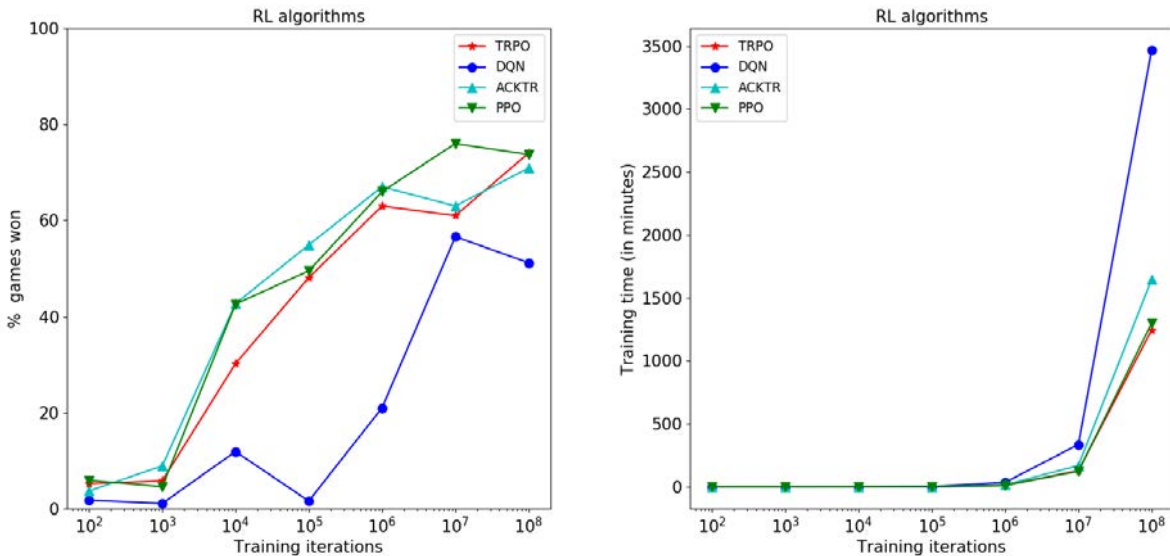 RL algorithms
100
80
60
40
20
0
% games won
TRPO
DQN
ACKTR
PPO
10²
10³
10⁴
10⁵
10⁶
10⁷
10⁸
Training iterations
RL algorithms
3500
3000
2500
2000
1500
1000
500
0
Training time (in minutes)
TRPO
DQN
ACKTR
PPO
10²
10³
10⁴
10⁵
10⁶
10⁷
10⁸
Training iterations